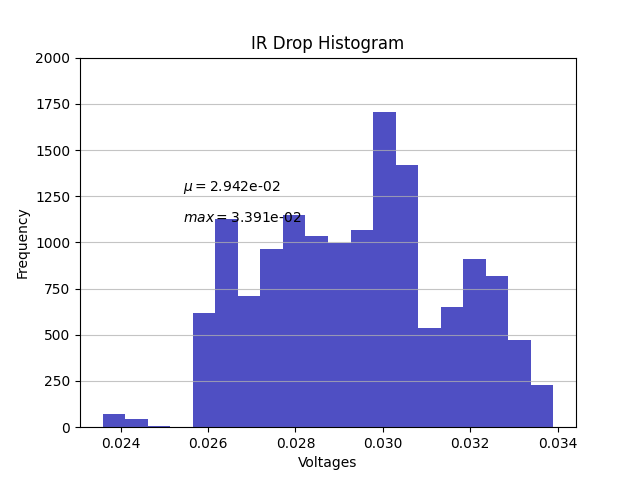 IR Drop Histogram
2000
1750
1500
1250
1000
750
500
250
0
Frequency
μ = 2.942e-02
max = 3.391e-02
0.024 0.026 0.028 0.030 0.032 0.034
Voltages